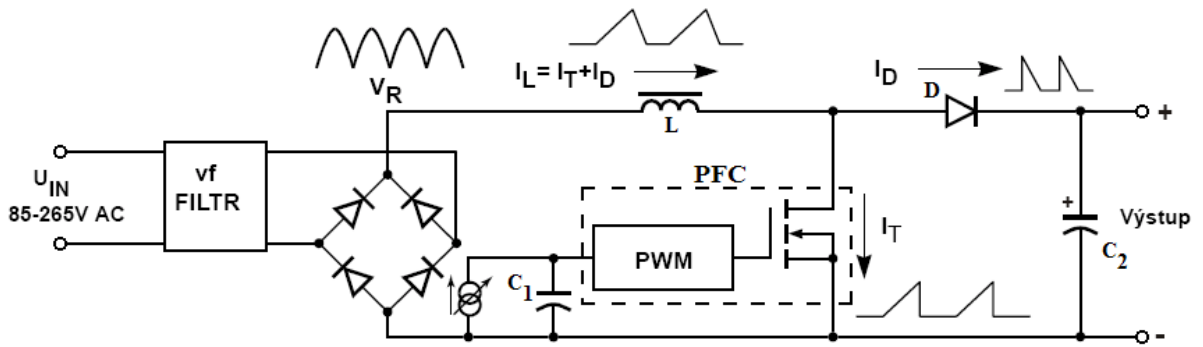 V_R
I_L = I_T+I_D
L
I_D
D
+
vf
FILTR
U_IN
85-265V AC
PFC
PWM
I_T
C_1
+
C_2
Výstup
-